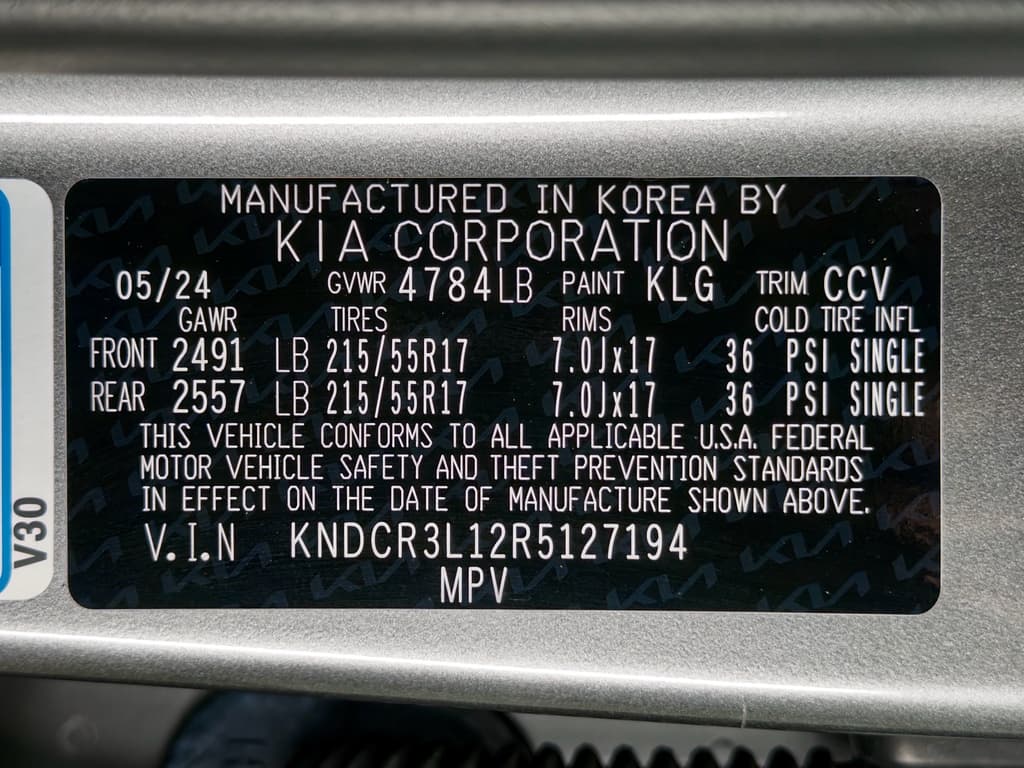 MANUFACTURED IN KOREA BY
KIA CORPORATION
05/24 GVWR 4784LB PAINT KLG TRIM CCV
GAWR TIRES RIMS COLD TIRE INFL
FRONT 2491 LB 215/55R17 7.0Jx17 36 PSI SINGLE
REAR 2557 LB 215/55R17 7.0Jx17 36 PSI SINGLE
THIS VEHICLE CONFORMS TO ALL APPLICABLE U.S.A. FEDERAL
MOTOR VEHICLE SAFETY AND THEFT PREVENTION STANDARDS
IN EFFECT ON THE DATE OF MANUFACTURE SHOWN ABOVE.
V.I.N KNDCR3L12R5127194
MPV
V30